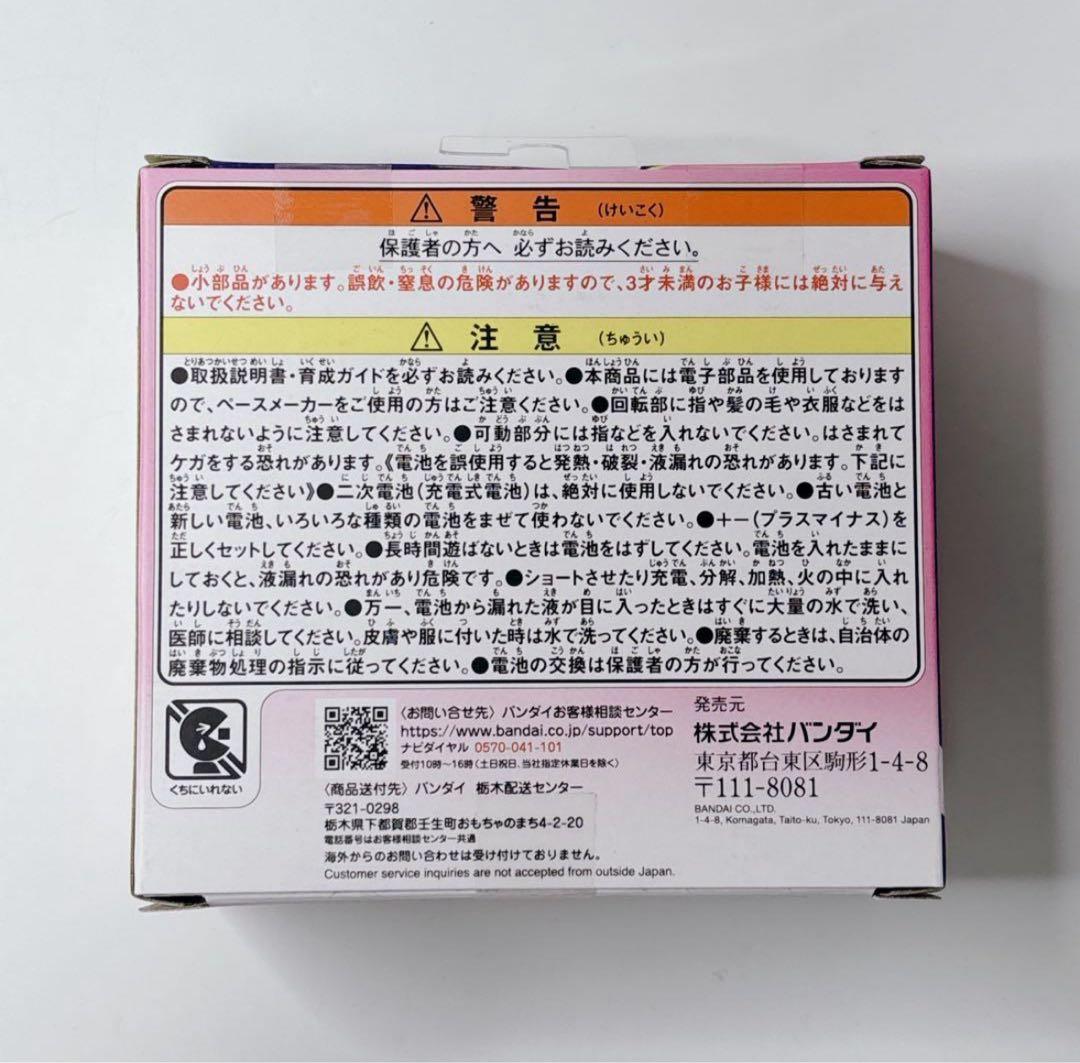 警告 (けいこく)
保護者の方へ 必ずお読みください。
●小部品があります。誤飲・窒息の危険がありますので、3才未満のお子様には絶対に与え
ないでください。
注意 (ちゅうい)
●取扱説明書・育成ガイドを必ずお読みください。●本商品には電子部品を使用しております
ので、ペースメーカーをご使用の方はご注意ください。●回転部に指や髪の毛や衣服などをは
さまれないように注意してください。●可動部分には指などを入れないでください。はさまれて
ケガをする恐れがあります。《電池を誤使用すると発熱・破裂・液漏れの恐れがあります。下記に
注意してください》●二次電池(充電式電池)は、絶対に使用しないでください。●古い電池と
新しい電池、いろいろな種類の電池をまぜて使わないでください。●+-(プラスマイナス)を
正しくセットしてください。●長時間遊ばないときは電池をはずしてください。電池を入れたままに
しておくと、液漏れの恐れがあり危険です。●ショートさせたり充電、分解、加熱、火の中に入れ
たりしないでください。●万一、電池から漏れた液が目に入ったときはすぐに大量の水で洗い、
医師に相談してください。皮膚や服に付いた時は水で洗ってください。●廃棄するときは、自治体の
廃棄物処理の指示に従ってください。●電池の交換は保護者の方が行ってください。
くちにいれない
〈お問い合せ先〉バンダイお客様相談センター
https://www.bandai.co.jp/support/top
ナビダイヤル 0570-041-101
受付10時~16時(土日祝日、当社指定休業日を除く)
〈商品送付先〉バンダイ 栃木配送センター
〒321-0298
栃木県下都賀郡壬生町おもちゃのまち4-2-20
電話番号はお客様相談センター共通
海外からのお問い合わせは受け付けておりません。
Customer service inquiries are not accepted from outside Japan.
発売元
株式会社バンダイ
東京都台東区駒形1-4-8
〒111-8081
BANDAI CO.,LTD.
1-4-8, Komagata, Taito-ku, Tokyo, 111-8081 Japan